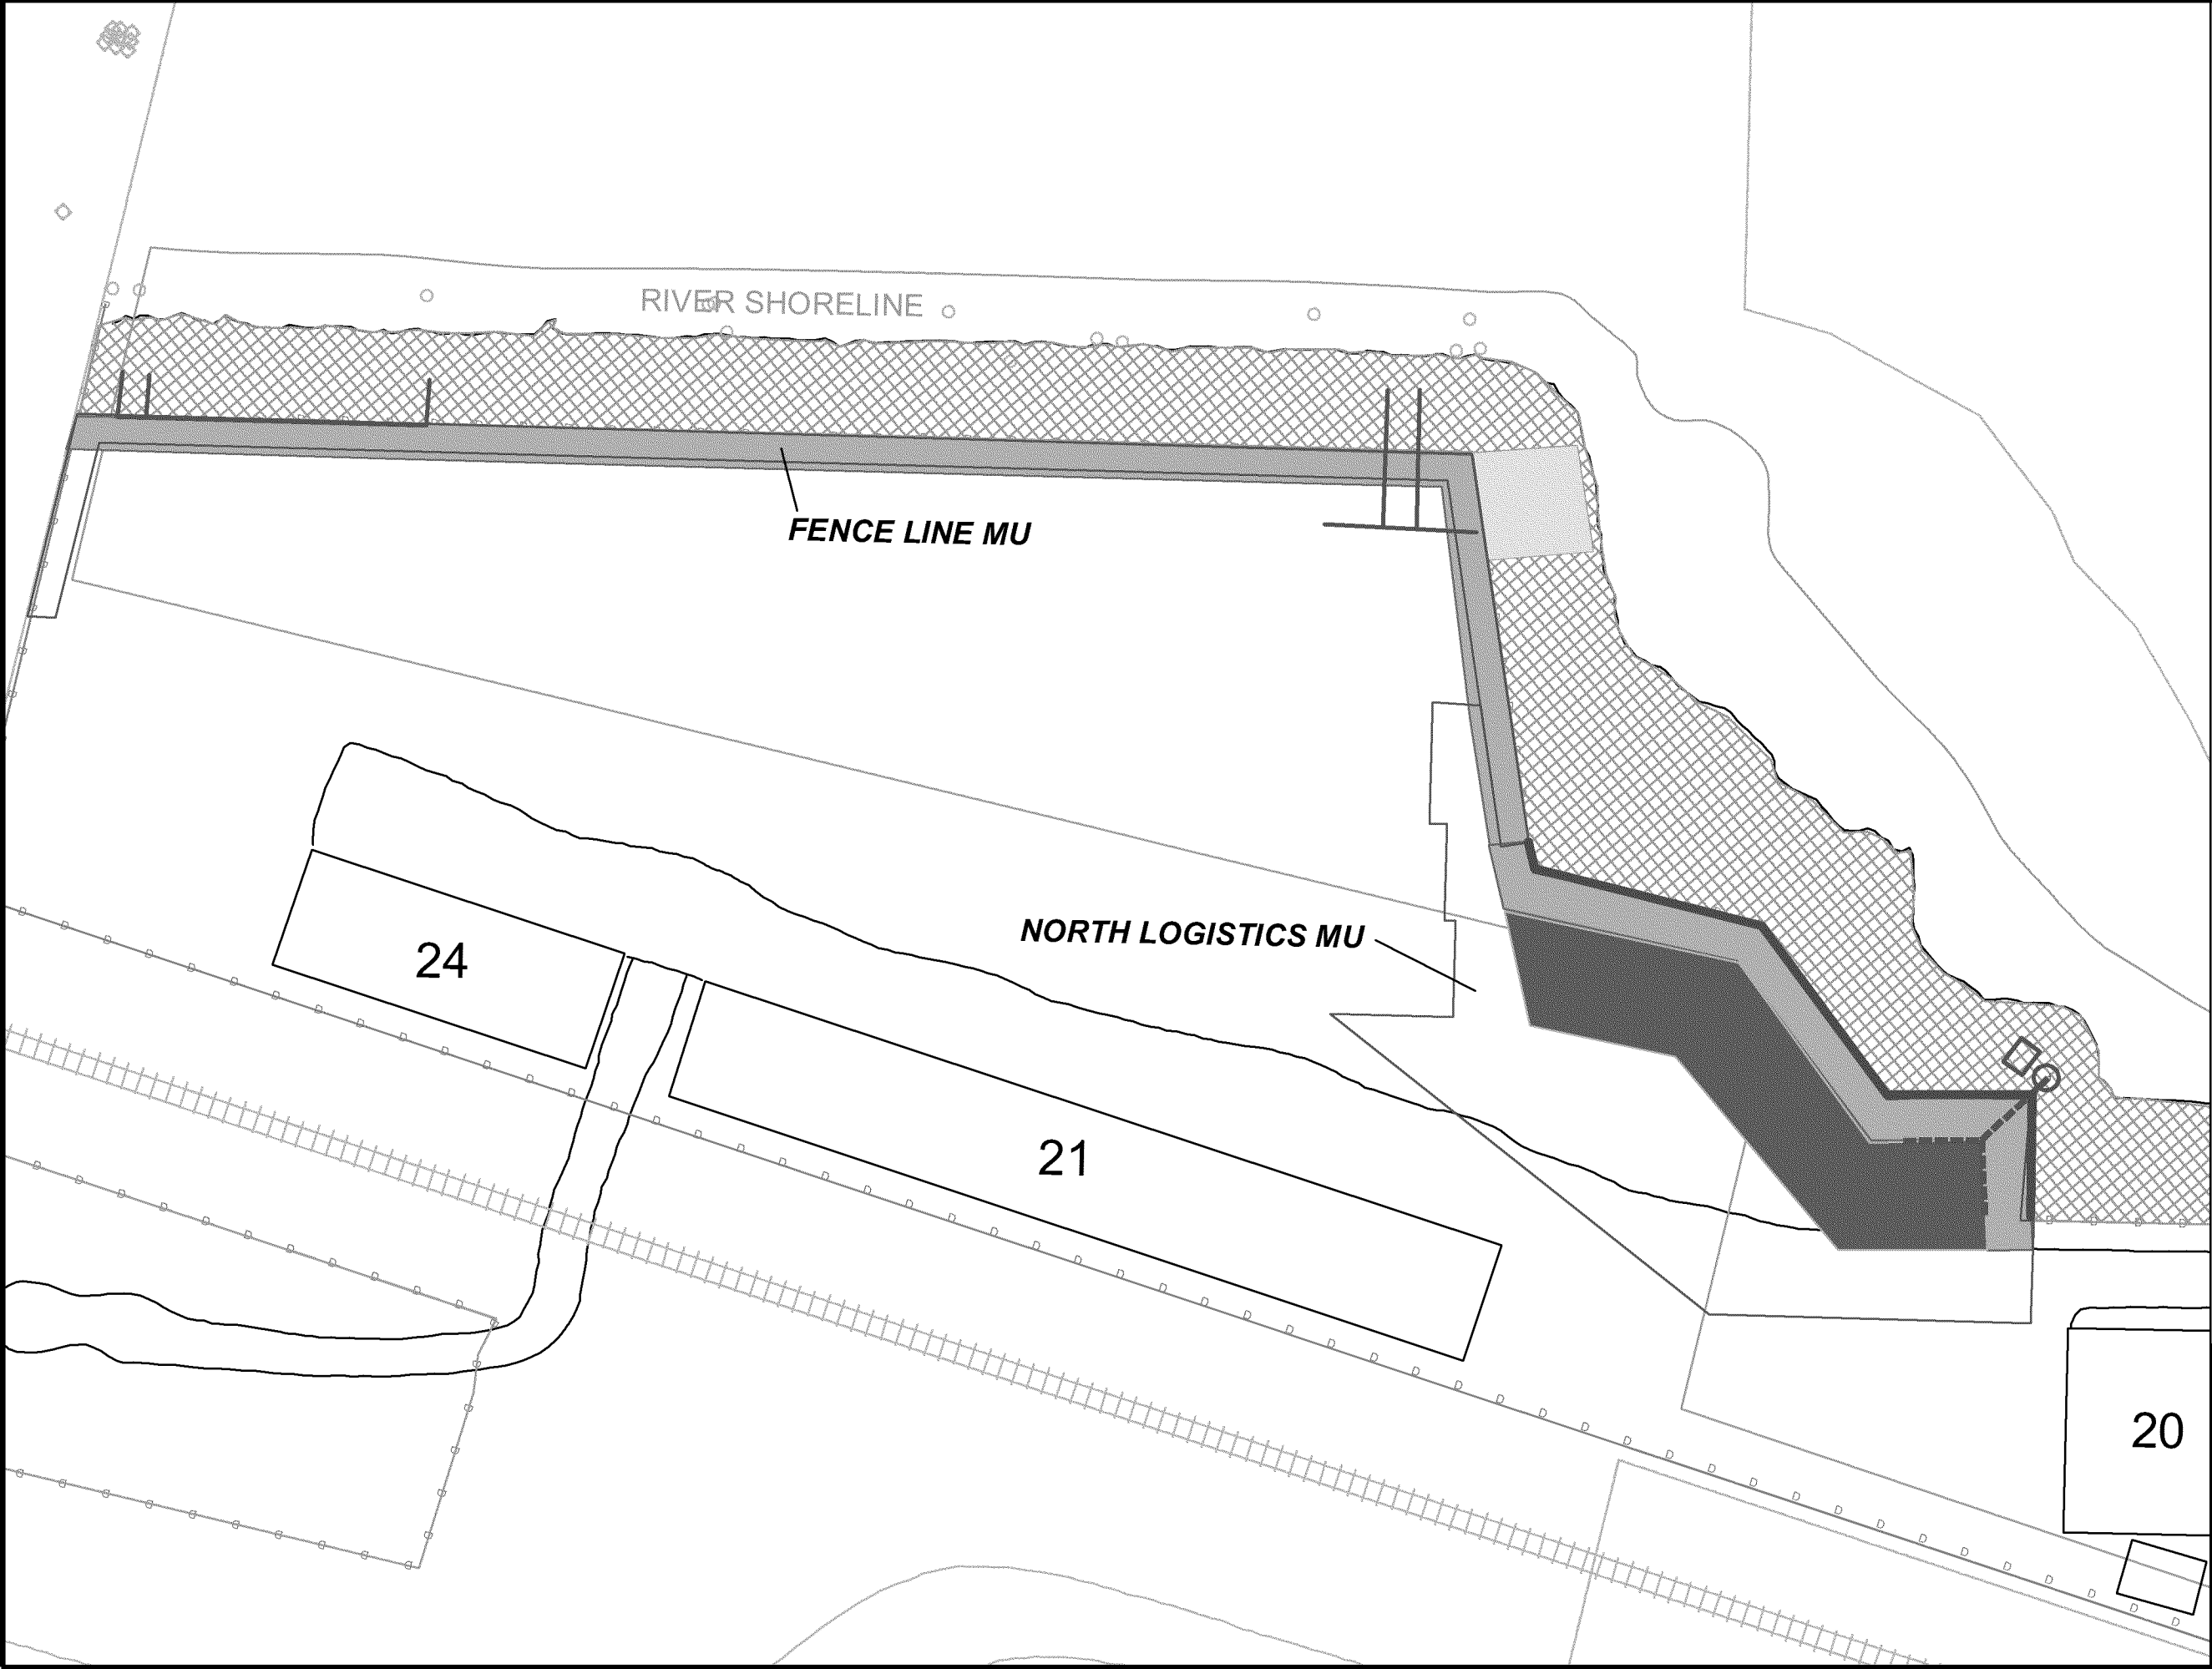 RIVER SHORELINE
FENCE LINE MU
NORTH LOGISTICS MU
24
21
20